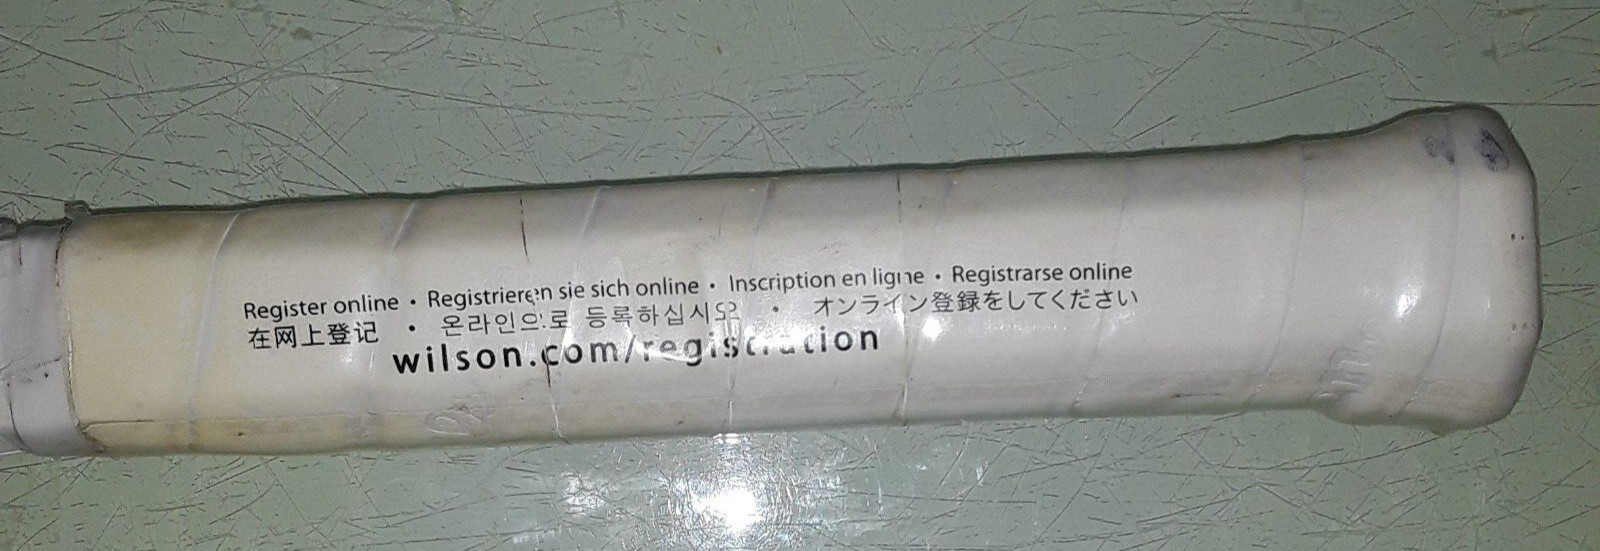 Register online • Registrieren sie sich online • Inscription en ligne • Registrarse online
在网上登记 • 온라인으로 등록하십시오 • オンライン登録をしてください
wilson.com/registration